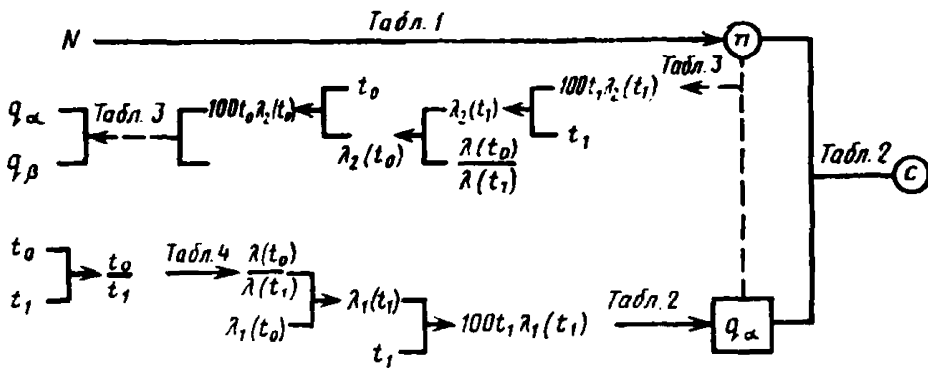 N Табл. 1 n
q_α Табл. 3 100t₀λ₂(t₀) t₀ λ₂(t₁) 100t₁λ₂(t₁) Табл. 3
q_β λ₂(t₀) λ(t₀)/λ(t₁) t₁ Табл. 2 C
t₀ t₀/t₁ Табл. 4 λ(t₀)/λ(t₁)
t₁ λ₁(t₀) λ₁(t₁) 100t₁λ₁(t₁) Табл. 2 q_α
t₁